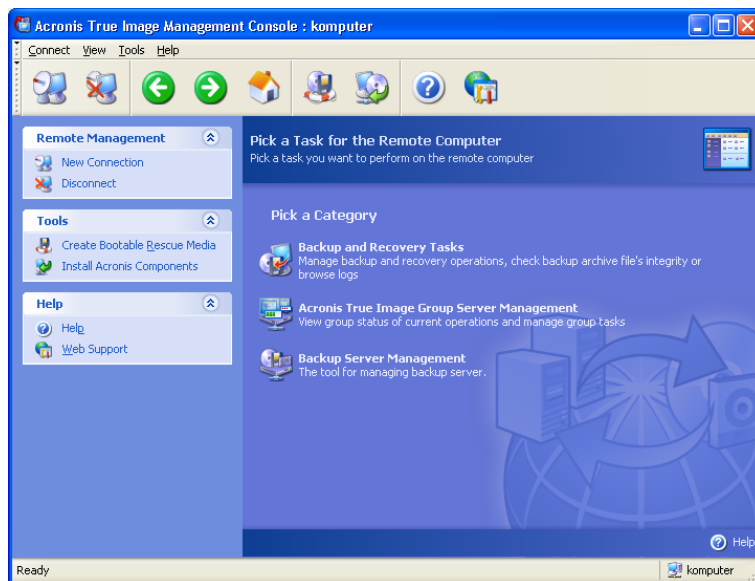 Acronis True Image Management Console : komputer
Connect View Tools Help
Remote Management
New Connection
Disconnect
Tools
Create Bootable Rescue Media
Install Acronis Components
Help
Help
Web Support
Pick a Task for the Remote Computer
Pick a task you want to perform on the remote computer
Pick a Category
Backup and Recovery Tasks
Manage backup and recovery operations, check backup archive file's integrity or
browse logs
Acronis True Image Group Server Management
View group status of current operations and manage group tasks
Backup Server Management
The tool for managing backup server.
Help
Ready
komputer